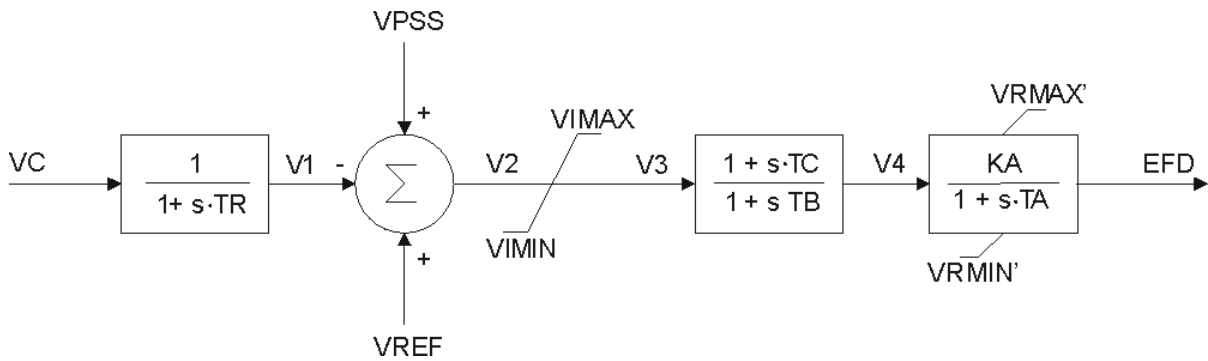 VPSS
+
VIMAX
VRMAX'
VC
1
1+ s·TR
V1
-
Σ
V2
V3
1 + s·TC
1 + s TB
V4
KA
1 + s·TA
EFD
VIMIN
VRMIN'
+
VREF